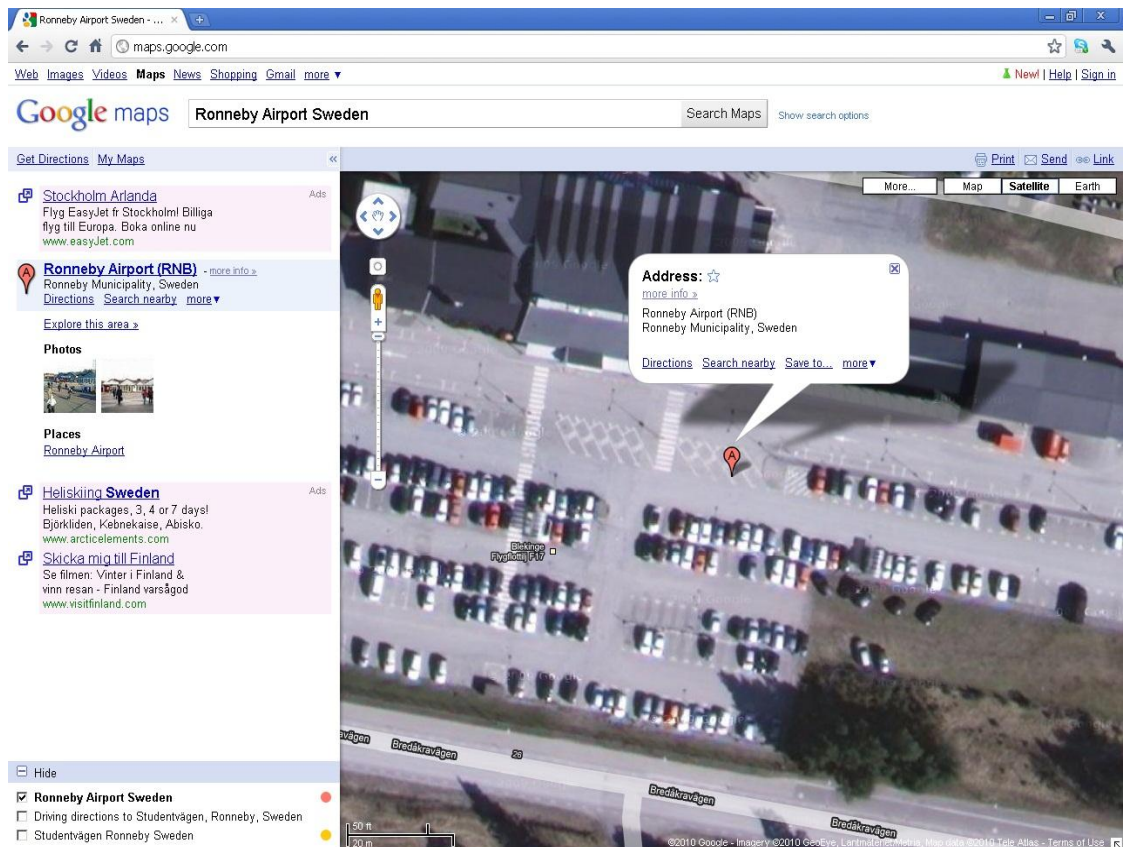 Ronneby Airport Sweden - ...
maps.google.com
Web Images Videos Maps News Shopping Gmail more ▼
New! | Help | Sign in
Google maps
Ronneby Airport Sweden
Search Maps
Show search options
Get Directions My Maps
«
Print Send Link
Stockholm Arlanda
Ads
Flyg EasyJet fr Stockholm! Billiga
flyg till Europa. Boka online nu
www.easyJet.com
A
Ronneby Airport (RNB) - more info »
Ronneby Municipality, Sweden
Directions Search nearby more▼
Explore this area »
Photos
Places
Ronneby Airport
Heliskiing Sweden
Ads
Heliski packages, 3, 4 or 7 days!
Björkliden, Kebnekaise, Abisko.
www.arcticelements.com
Skicka mig till Finland
Se filmen: Vinter i Finland &
vinn resan - Finland varsågod
www.visitfinland.com
Hide
Ronneby Airport Sweden
Driving directions to Studentvägen, Ronneby, Sweden
Studentvägen Ronneby Sweden
More... Map Satellite Earth
Address:
more info »
Ronneby Airport (RNB)
Ronneby Municipality, Sweden
Directions Search nearby Save to... more▼
A
Blekinge
Flygflottilj F17
Bredåkravägen
26
Bredåkravägen
Bredåkravägen
50 ft
20 m
©2010 Google - Imagery ©2010 GeoEye, Lantmäteriet/Metria, Map data ©2010 Tele Atlas - Terms of Use